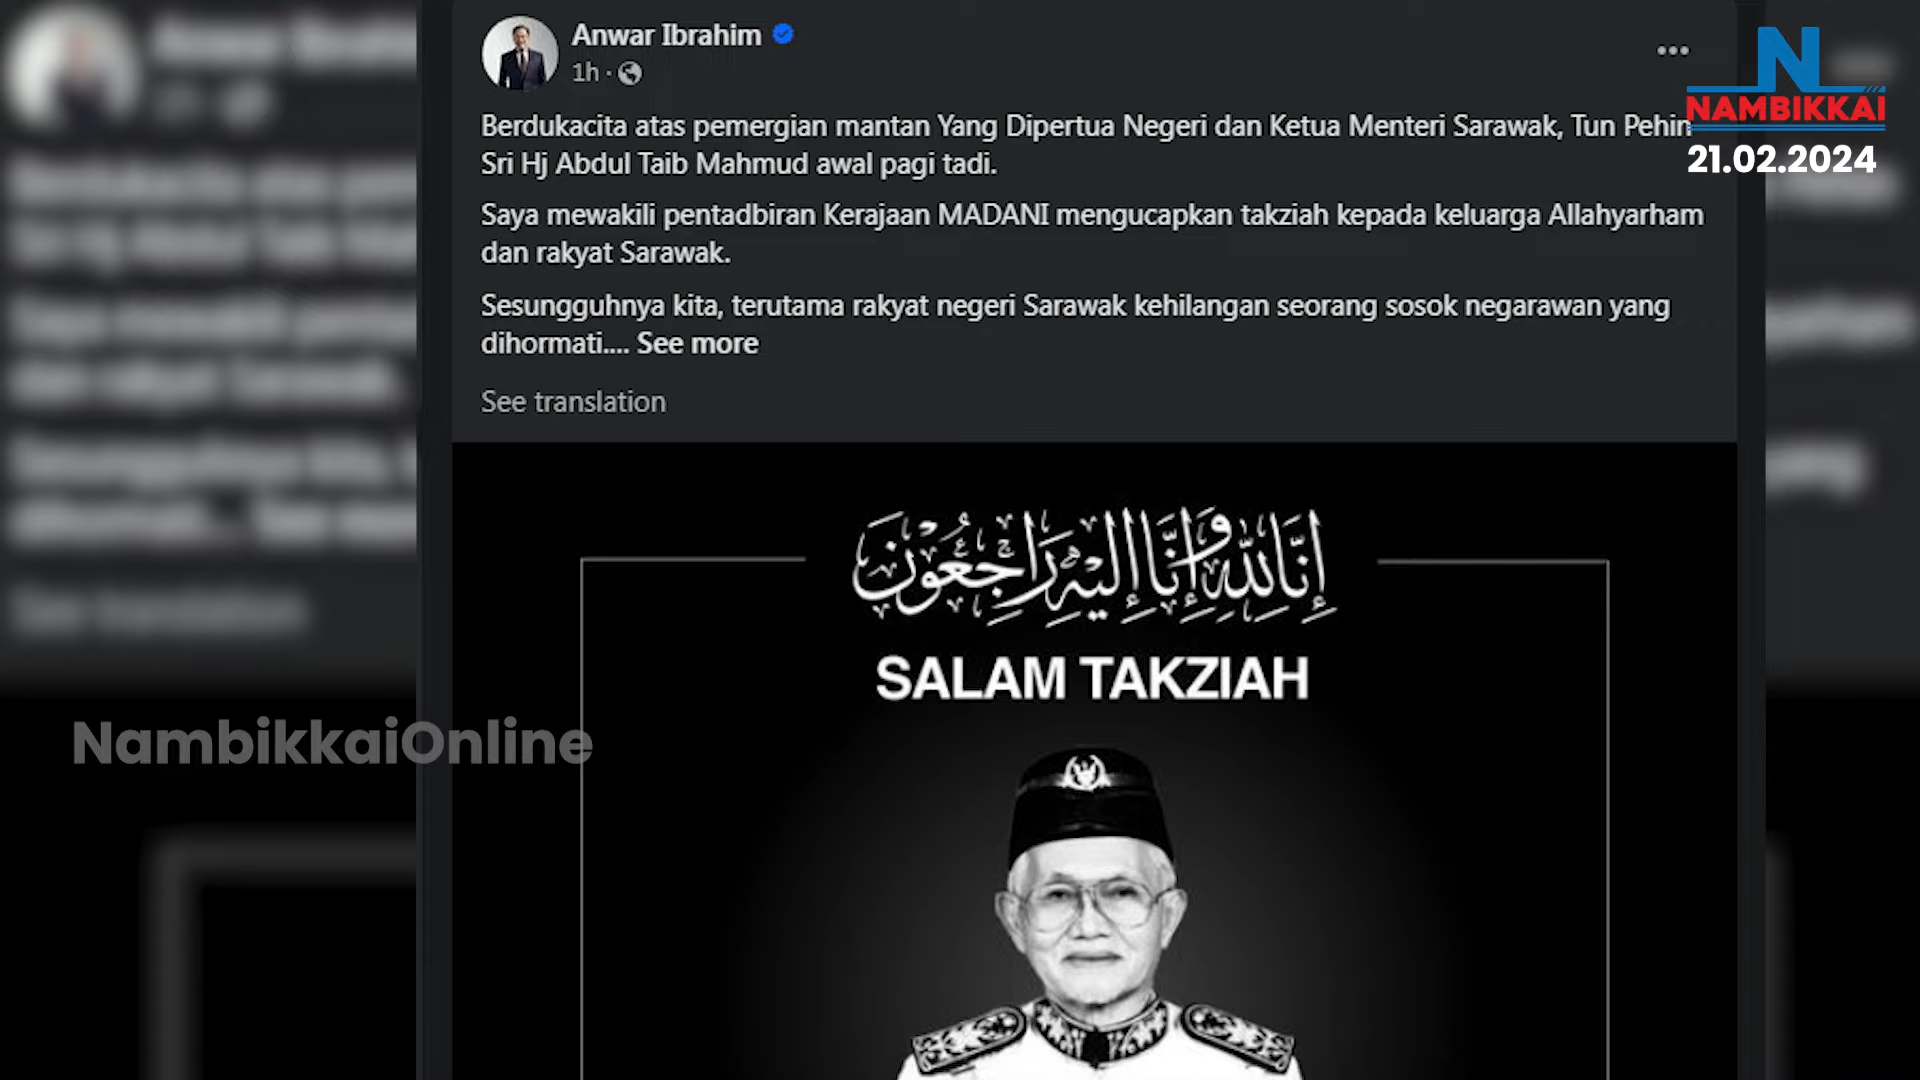 Anwar Ibrahim
1h ·
Berdukacita atas pemergian mantan Yang Dipertua Negeri dan Ketua Menteri Sarawak, Tun Pehin
Sri Hj Abdul Taib Mahmud awal pagi tadi.
Saya mewakili pentadbiran Kerajaan MADANI mengucapkan takziah kepada keluarga Allahyarham
dan rakyat Sarawak.
Sesungguhnya kita, terutama rakyat negeri Sarawak kehilangan seorang sosok negarawan yang
dihormati.... See more
See translation
N
NAMBIKKAI
21.02.2024
إِنَّا لِلَّهِ وَإِنَّا إِلَيْهِ رَاجِعُونَ
SALAM TAKZIAH
NambikkaiOnline